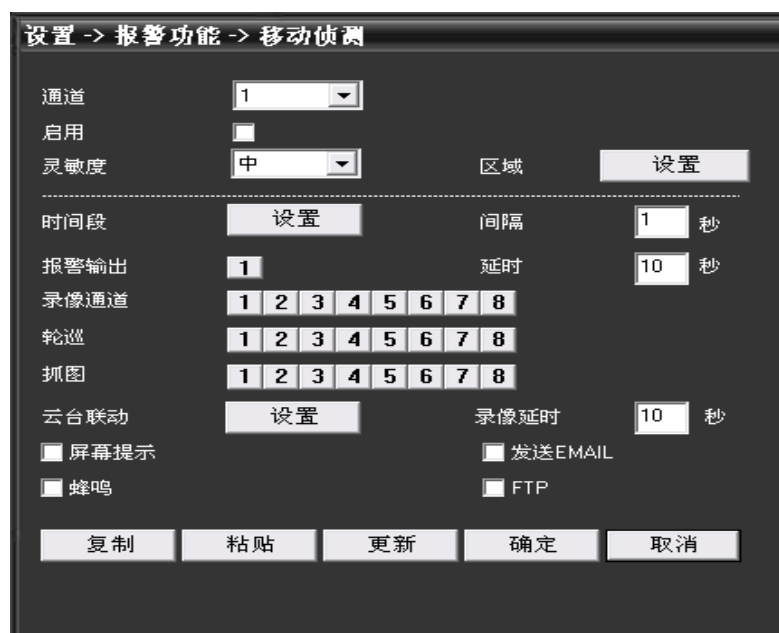 设置 -> 报警功能 -> 移动侦测
通道 1
启用
灵敏度 中 区域 设置
时间段 设置 间隔 1 秒
报警输出 1 延时 10 秒
录像通道 1 2 3 4 5 6 7 8
轮巡 1 2 3 4 5 6 7 8
抓图 1 2 3 4 5 6 7 8
云台联动 设置 录像延时 10 秒
屏幕提示 发送EMAIL
蜂鸣 FTP
复制 粘贴 更新 确定 取消